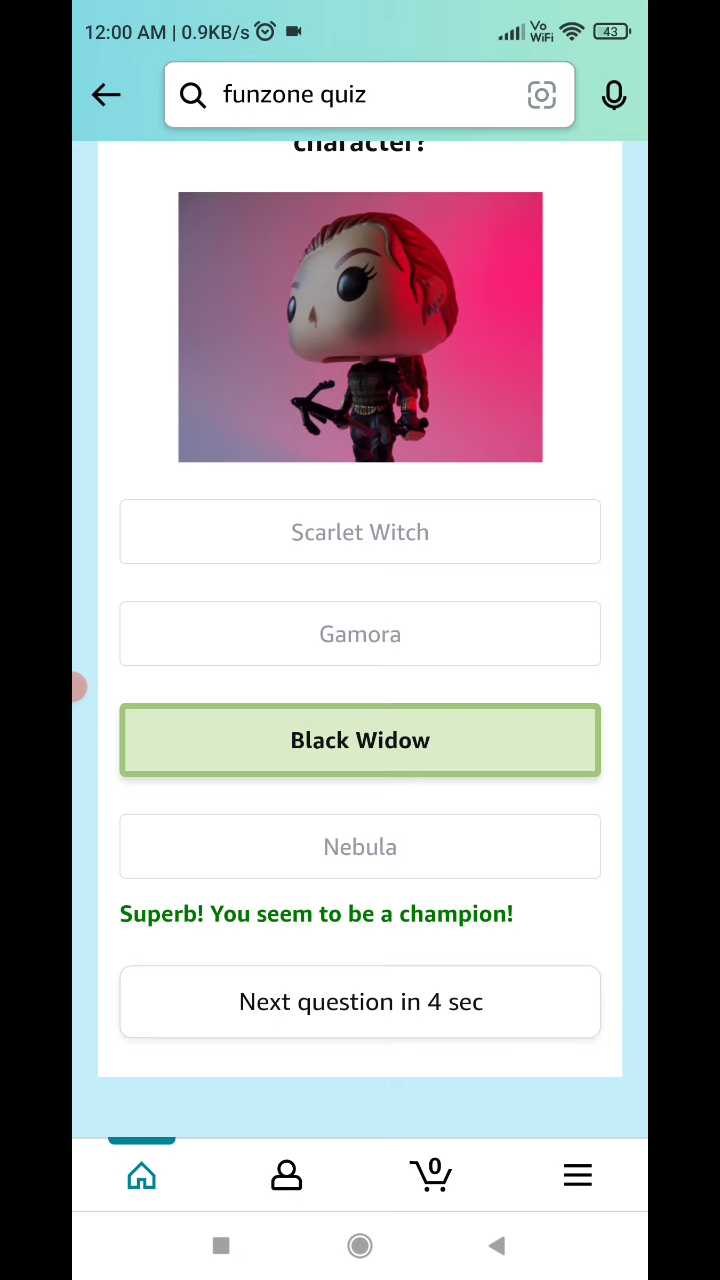 12:00 AM | 0.9KB/s
Vo
WiFi
43
funzone quiz
character?
Scarlet Witch
Gamora
Black Widow
Nebula
Superb! You seem to be a champion!
Next question in 4 sec
0